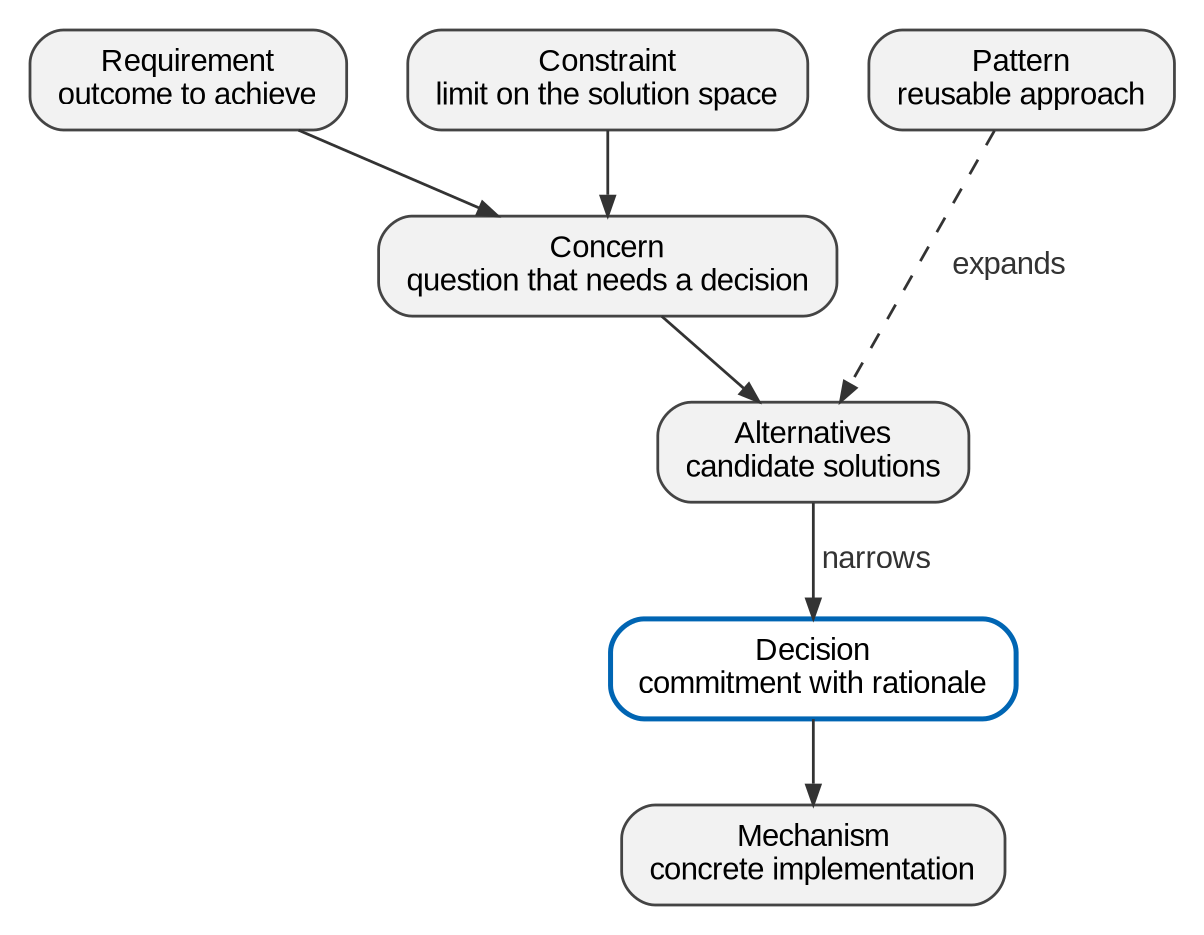 Requirement
outcome to achieve
Constraint
limit on the solution space
Pattern
reusable approach
Concern
question that needs a decision
expands
Alternatives
candidate solutions
narrows
Decision
commitment with rationale
Mechanism
concrete implementation